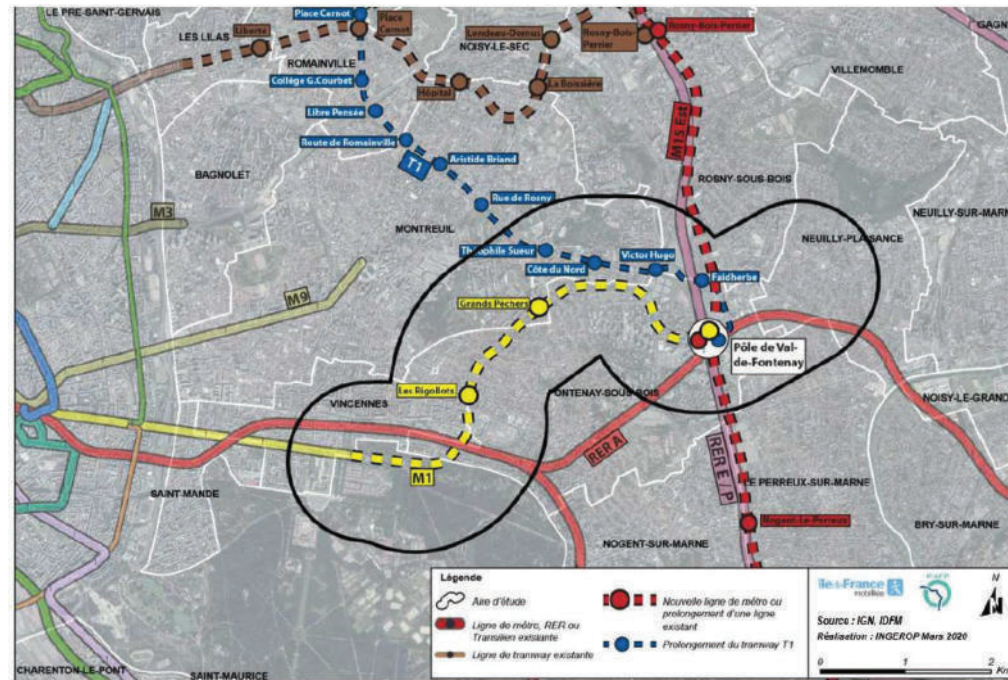 LE PRE-SAINT-GERVAIS
Place Carnot
Place
Carnot
LES LILAS
Liberté
ROMAINVILLE
NOISY-LE-SEC
Londeau-Domus
Rosny-Bois-
Perrier
Rosny-Bois-Perrier
GAGN
VILLEMOMBLE
Collège G.Courbet
Hôpital
La Boissière
Libre Pensée
Route de Romainville
T1
Aristide Briand
M15 Est
BAGNOLET
ROSNY-SOUS-BOIS
Rue de Rosny
M3
MONTREUIL
NEUILLY-SUR-MARN
NEUILLY-PLAISANCE
Théophile Sueur
Victor Hugo
Côte du Nord
Faidherbe
M9
Grands Pêchers
Pôle de Val-
de-Fontenay
Les Rigollots
VINCENNES
ONTENAY-SOUS-BOIS
NOISY-LE-GRAND
RER A
M1
RER E / P
SAINT-MANDE
LE PERREUX-SUR-MARNE
Nogent-Le-Perreux
BRY-SUR-MARNE
NOGENT-SUR-MARNE
CHARENTON-LE-PONT
SAINT-MAURICE
Légende
Aire d'étude
Ligne de métro, RER ou
Transilien existante
Ligne de tramway existante
Nouvelle ligne de métro ou
prolongement d'une ligne
existant
Prolongement du tramway T1
île de France
mobilités
RATP
N
Source : IGN, IDFM
Réalisation : INGEROP Mars 2020
0 1 2
Km